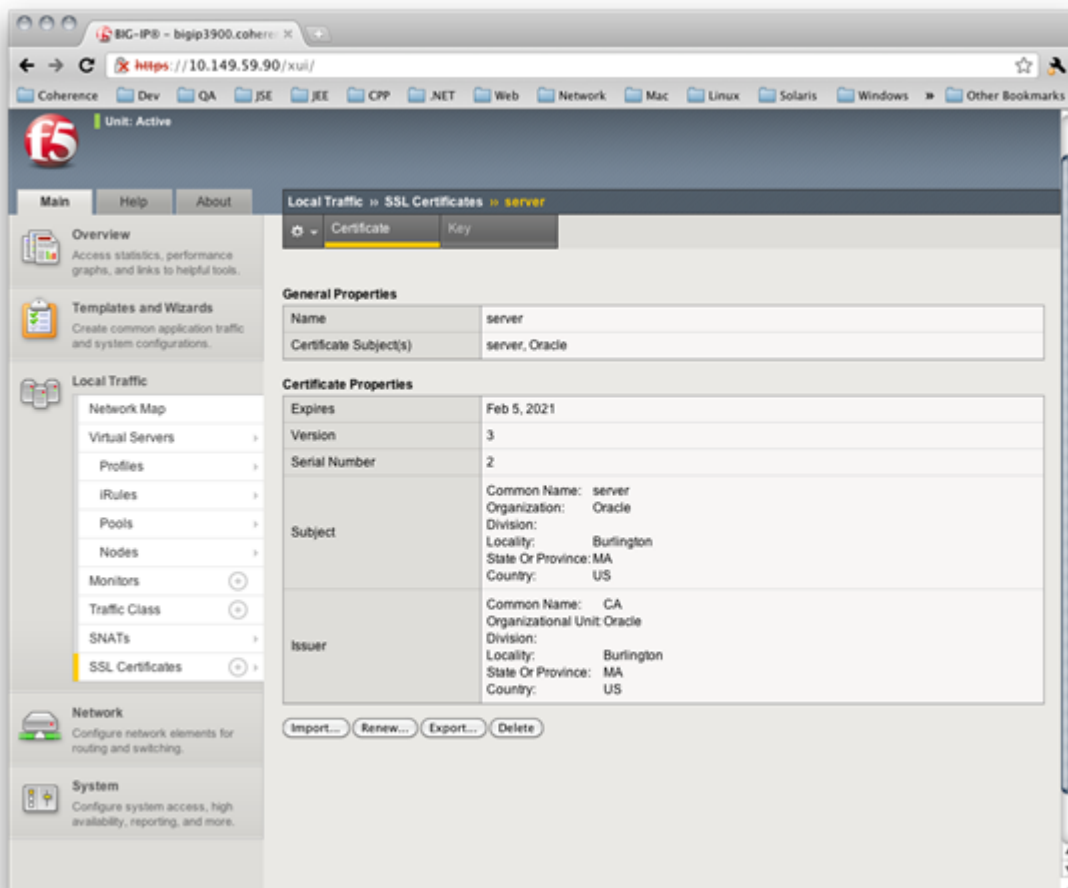 BIG-IP® - bigip3900.cohere
https://10.149.59.90/xui/
Coherence Dev QA JSE JEE CPP .NET Web Network Mac Linux Solaris Windows » Other Bookmarks
f5
Unit: Active
Main Help About
Local Traffic » SSL Certificates » server
Certificate Key
Overview
Access statistics, performance
graphs, and links to helpful tools.
Templates and Wizards
Create common application traffic
and system configurations.
Local Traffic
Network Map
Virtual Servers
Profiles
iRules
Pools
Nodes
Monitors
Traffic Class
SNATs
SSL Certificates
Network
Configure network elements for
routing and switching.
System
Configure system access, high
availability, reporting, and more.
General Properties
Name server
Certificate Subject(s) server, Oracle
Certificate Properties
Expires Feb 5, 2021
Version 3
Serial Number 2
Subject
Common Name: server
Organization: Oracle
Division:
Locality: Burlington
State Or Province: MA
Country: US
Issuer
Common Name: CA
Organizational Unit: Oracle
Division:
Locality: Burlington
State Or Province: MA
Country: US
Import... Renew... Export... Delete